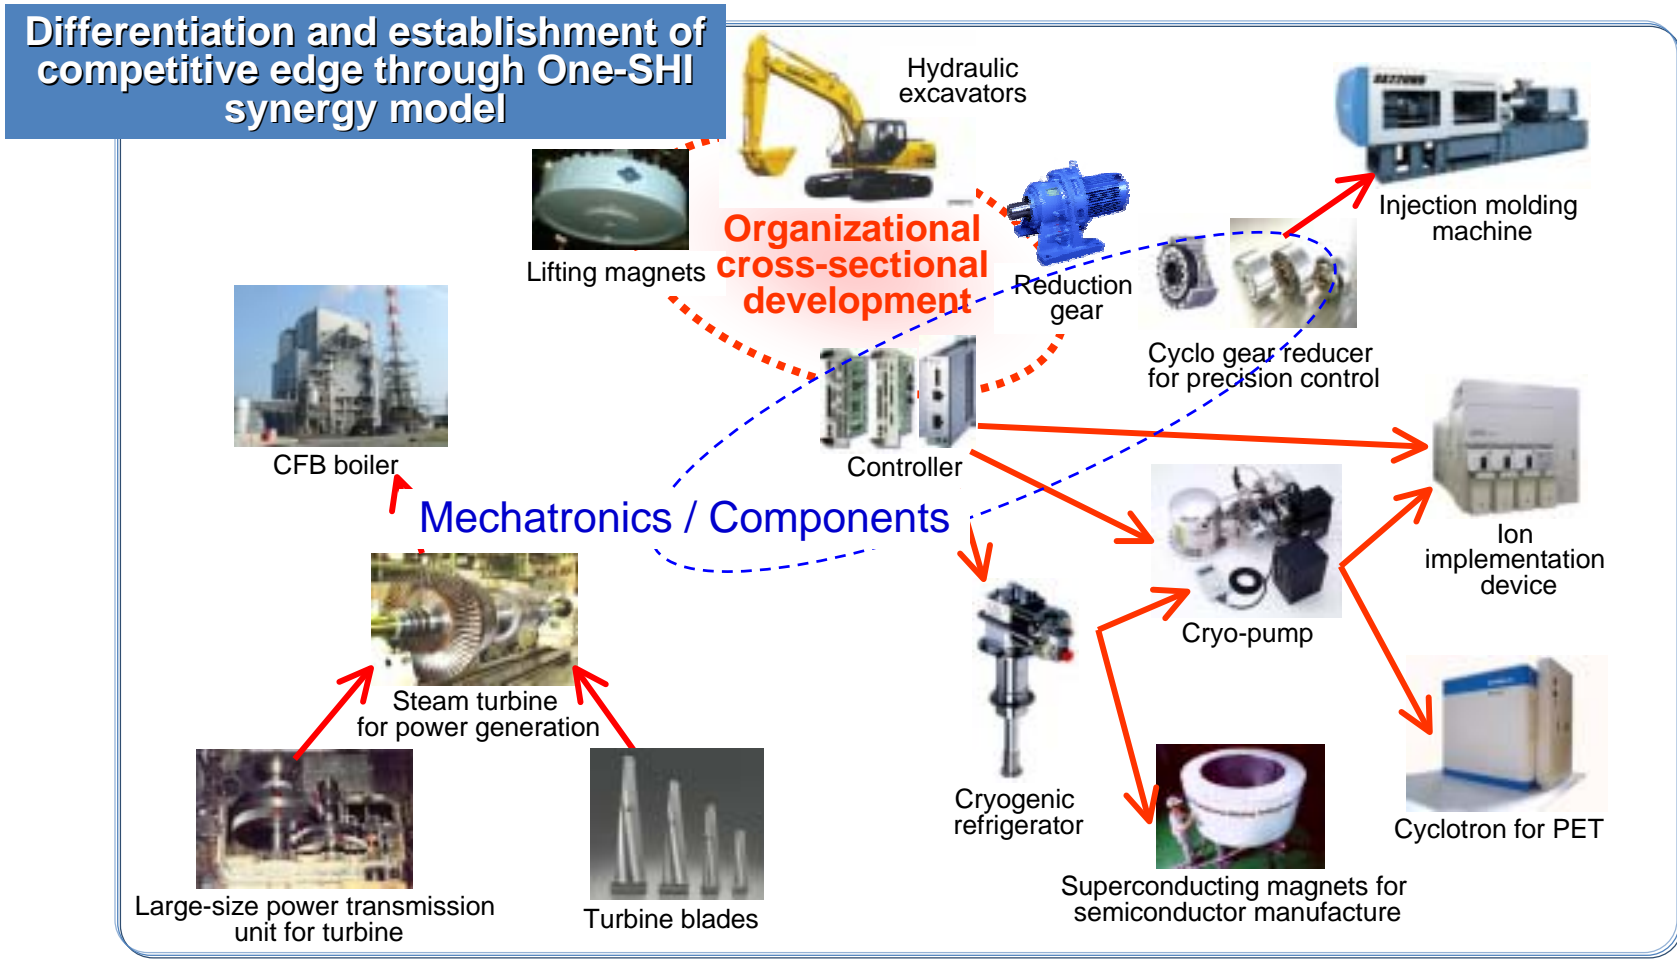 Differentiation and establishment of
competitive edge through One-SHI
synergy model
Hydraulic
excavators
Lifting magnets
Organizational
cross-sectional
development
Reduction
gear
Injection molding
machine
Cyclo gear reducer
for precision control
CFB boiler
Controller
Mechatronics / Components
Ion
implementation
device
Cryo-pump
Steam turbine
for power generation
Cryogenic
refrigerator
Cyclotron for PET
Large-size power transmission
unit for turbine
Turbine blades
Superconducting magnets for
semiconductor manufacture